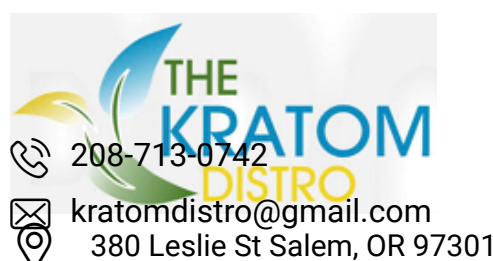 THE
KRATOM
208-713-0742
DISTRO
kratomdistro@gmail.com
380 Leslie St Salem, OR 97301